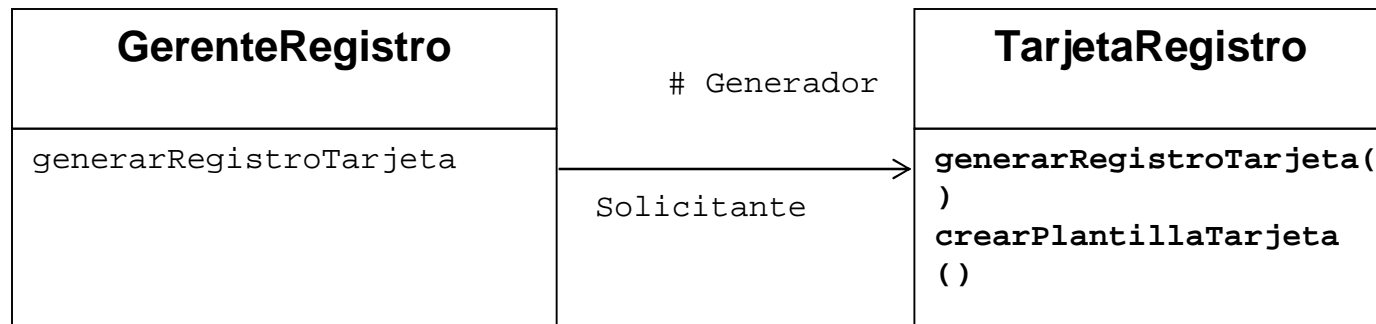 GerenteRegistro
generarRegistroTarjeta
# Generador
Solicitante
TarjetaRegistro
generarRegistroTarjeta(
)
crearPlantillaTarjeta
()